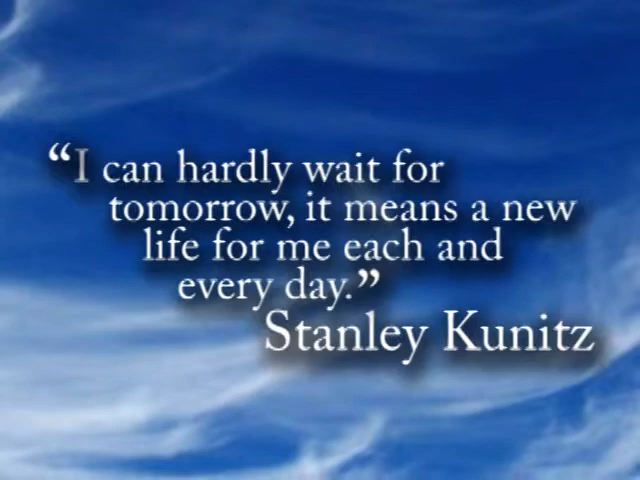 “I can hardly wait for
tomorrow, it means a new
life for me each and
every day.”
Stanley Kunitz